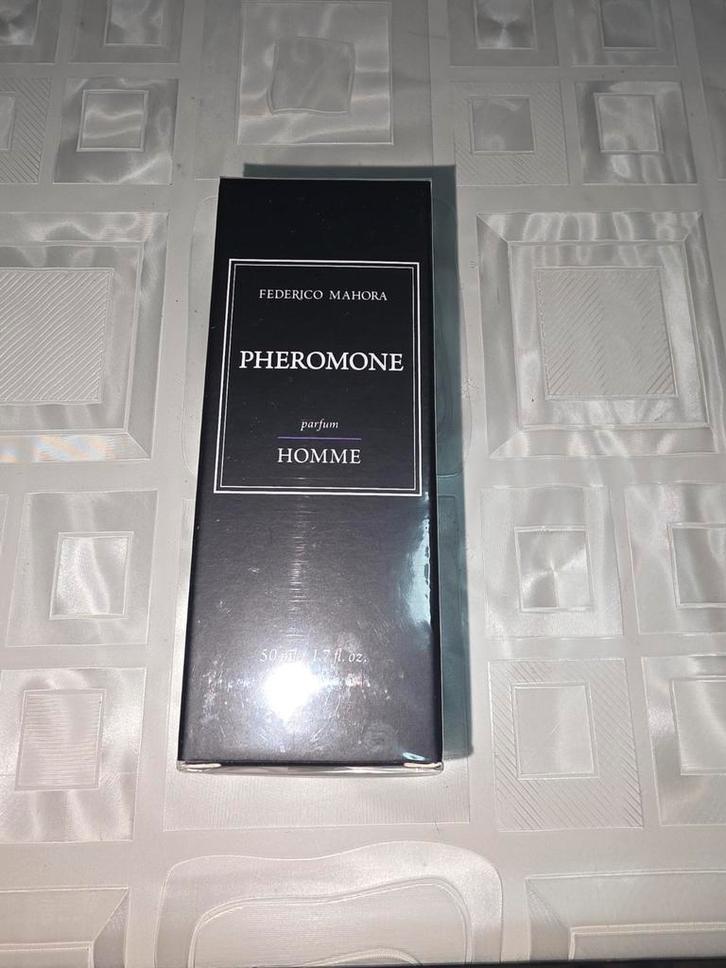 FEDERICO MAHORA
PHEROMONE
parfum
HOMME
50 ml / 1.7 fl. oz.